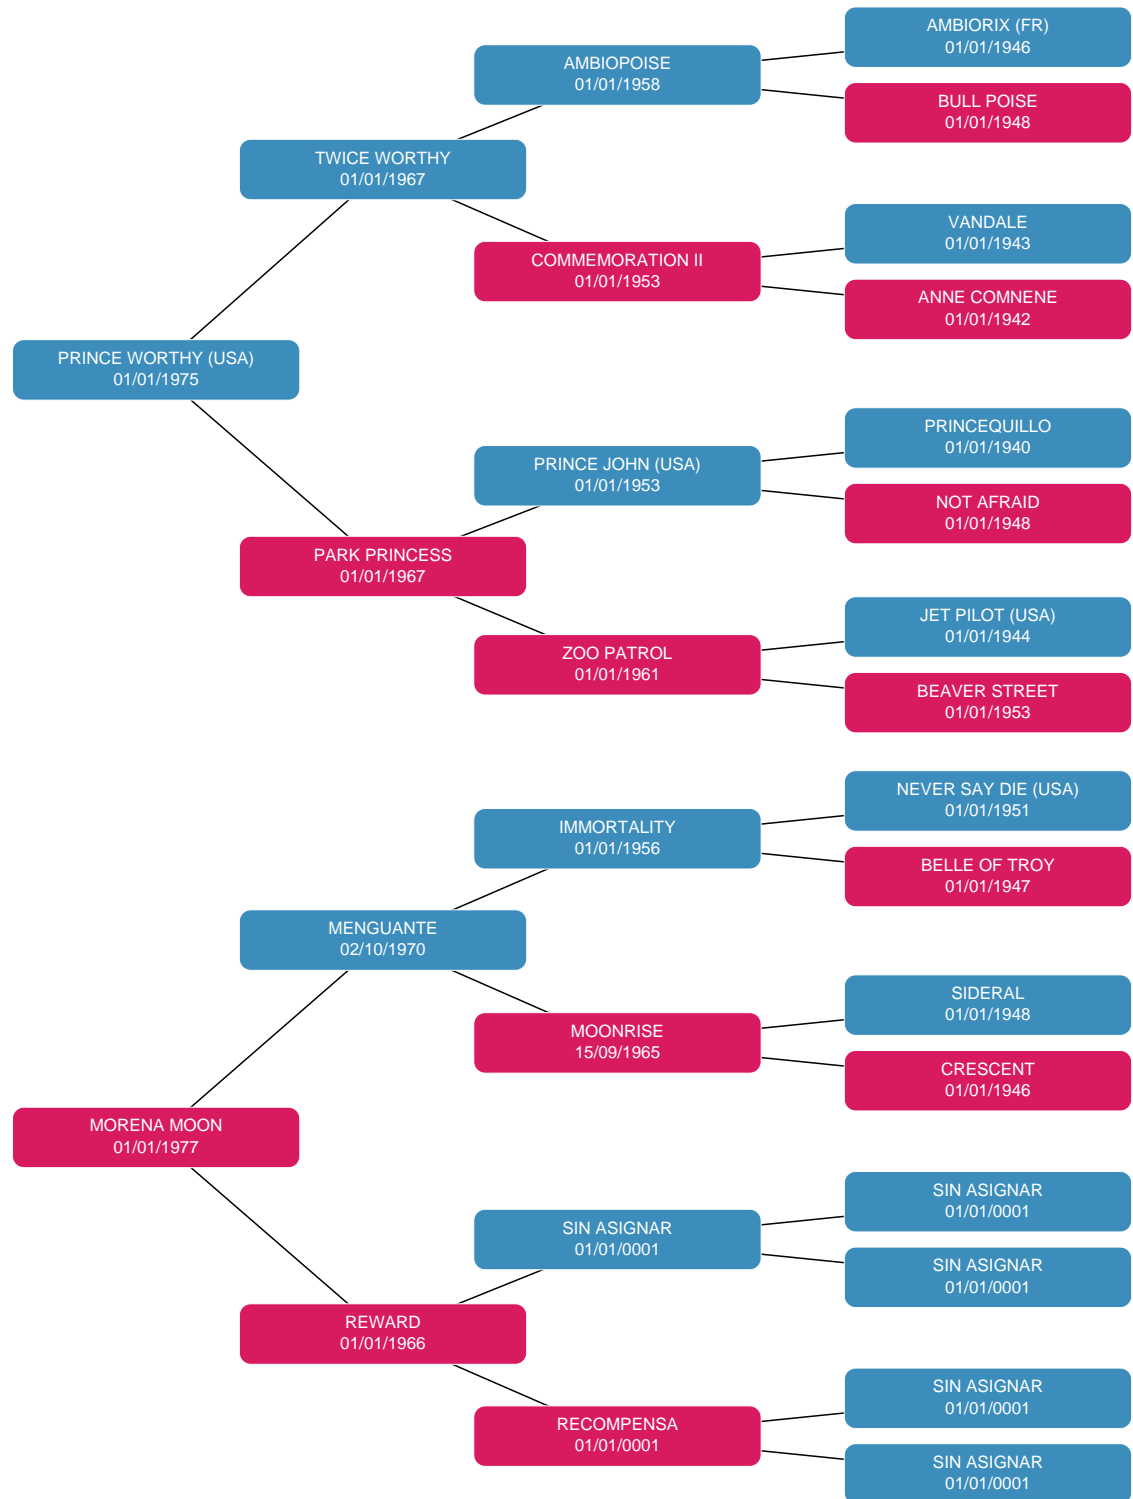 AMBIORIX (FR)
01/01/1946
AMBIOPOISE
01/01/1958
BULL POISE
01/01/1948
TWICE WORTHY
01/01/1967
VANDALE
01/01/1943
COMMEMORATION II
01/01/1953
ANNE COMNENE
01/01/1942
PRINCE WORTHY (USA)
01/01/1975
PRINCEQUILLO
01/01/1940
PRINCE JOHN (USA)
01/01/1953
NOT AFRAID
01/01/1948
PARK PRINCESS
01/01/1967
JET PILOT (USA)
01/01/1944
ZOO PATROL
01/01/1961
BEAVER STREET
01/01/1953
NEVER SAY DIE (USA)
01/01/1951
IMMORTALITY
01/01/1956
BELLE OF TROY
01/01/1947
MENGUANTE
02/10/1970
SIDERAL
01/01/1948
MOONRISE
15/09/1965
CRESCENT
01/01/1946
MORENA MOON
01/01/1977
SIN ASIGNAR
01/01/0001
SIN ASIGNAR
01/01/0001
SIN ASIGNAR
01/01/0001
REWARD
01/01/1966
SIN ASIGNAR
01/01/0001
RECOMPENSA
01/01/0001
SIN ASIGNAR
01/01/0001